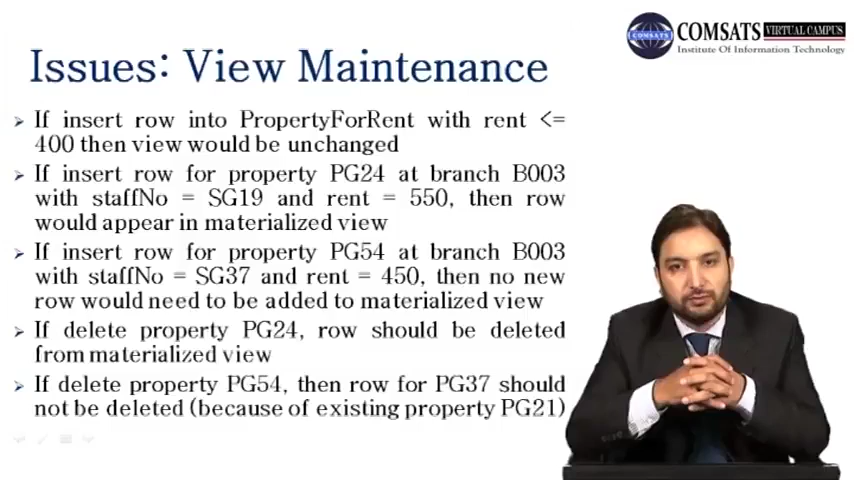 COMSATS VIRTUAL CAMPUS
Institute Of Information Technology
COMSATS
Issues: View Maintenance
➢ If insert row into PropertyForRent with rent <=
400 then view would be unchanged
➢ If insert row for property PG24 at branch B003
with staffNo = SG19 and rent = 550, then row
would appear in materialized view
➢ If insert row for property PG54 at branch B003
with staffNo = SG37 and rent = 450, then no new
row would need to be added to materialized view
➢ If delete property PG24, row should be deleted
from materialized view
➢ If delete property PG54, then row for PG37 should
not be deleted (because of existing property PG21)